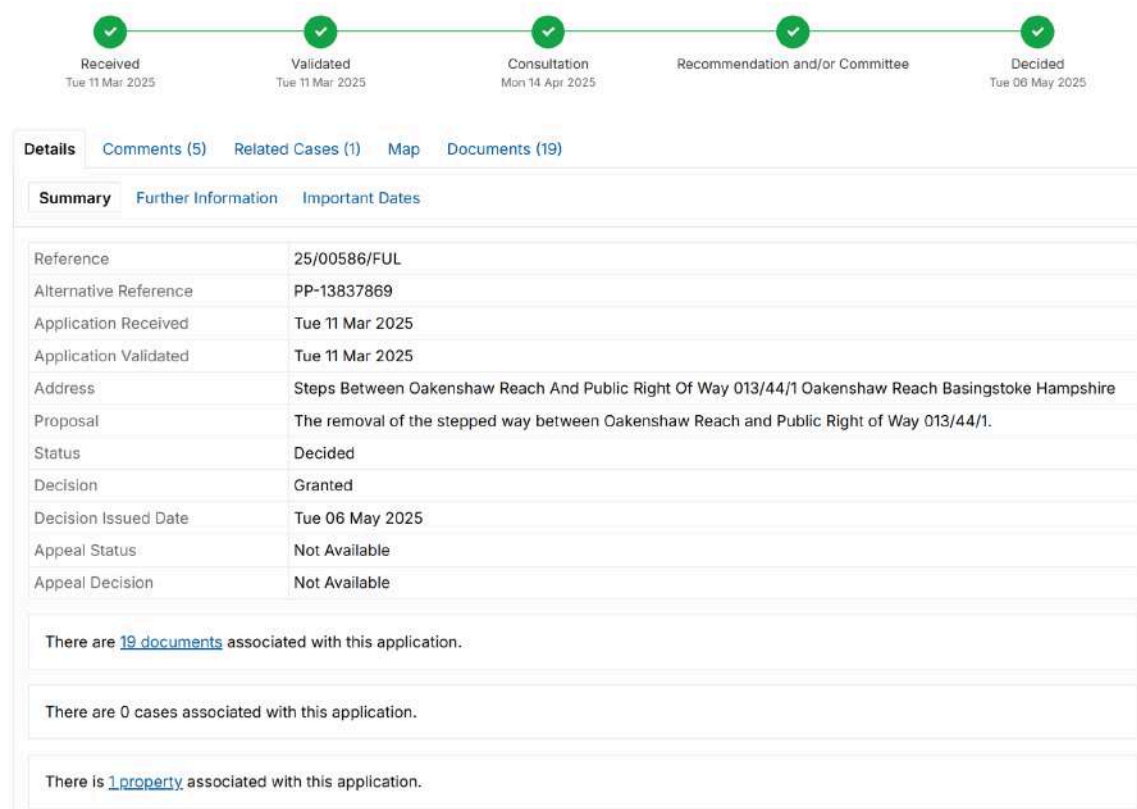 Received
Tue 11 Mar 2025
Validated
Tue 11 Mar 2025
Consultation
Mon 14 Apr 2025
Recommendation and/or Committee
Decided
Tue 06 May 2025
Details Comments (5) Related Cases (1) Map Documents (19)
Summary Further Information Important Dates
Reference 25/00586/FUL
Alternative Reference PP-13837869
Application Received Tue 11 Mar 2025
Application Validated Tue 11 Mar 2025
Address Steps Between Oakenshaw Reach And Public Right Of Way 013/44/1 Oakenshaw Reach Basingstoke Hampshire
Proposal The removal of the stepped way between Oakenshaw Reach and Public Right of Way 013/44/1.
Status Decided
Decision Granted
Decision Issued Date Tue 06 May 2025
Appeal Status Not Available
Appeal Decision Not Available
There are 19 documents associated with this application.
There are 0 cases associated with this application.
There is 1 property associated with this application.